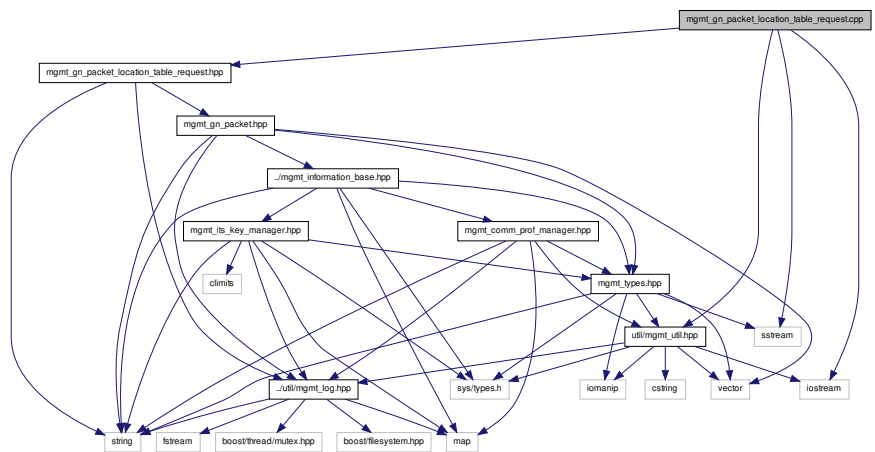 mgmt_gn_packet_location_table_request.cpp
mgmt_gn_packet_location_table_request.hpp
mgmt_gn_packet.hpp
../mgmt_information_base.hpp
mgmt_its_key_manager.hpp
mgmt_comm_prof_manager.hpp
climits
mgmt_types.hpp
util/mgmt_util.hpp
sstream
../util/mgmt_log.hpp
sys/types.h
iomanip
cstring
vector
iostream
string
fstream
boost/thread/mutex.hpp
boost/filesystem.hpp
map